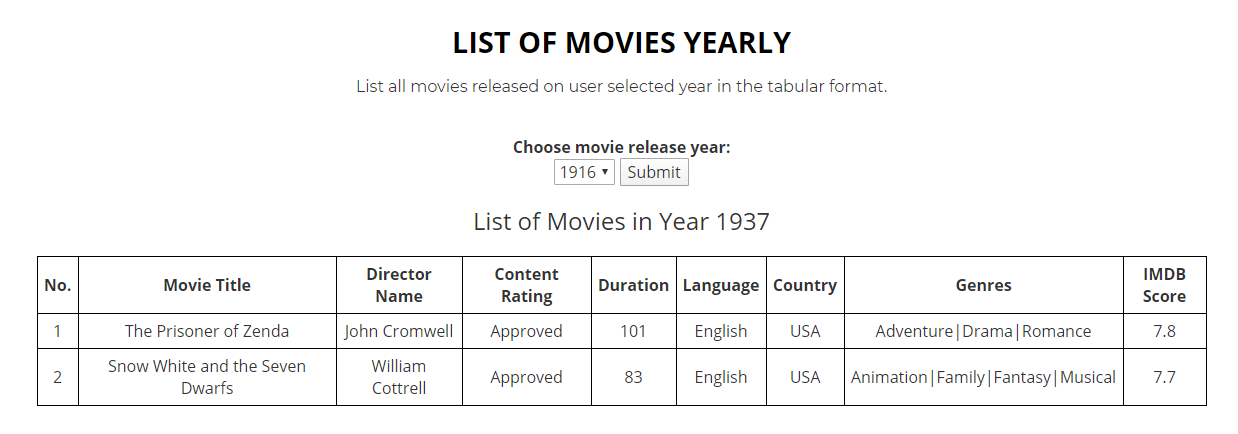 LIST OF MOVIES YEARLY
List all movies released on user selected year in the tabular format.
Choose movie release year:
1916 Submit
List of Movies in Year 1937
No. Movie Title Director Name Content Rating Duration Language Country Genres IMDB Score
1 The Prisoner of Zenda John Cromwell Approved 101 English USA Adventure|Drama|Romance 7.8
2 Snow White and the Seven Dwarfs William Cottrell Approved 83 English USA Animation|Family|Fantasy|Musical 7.7